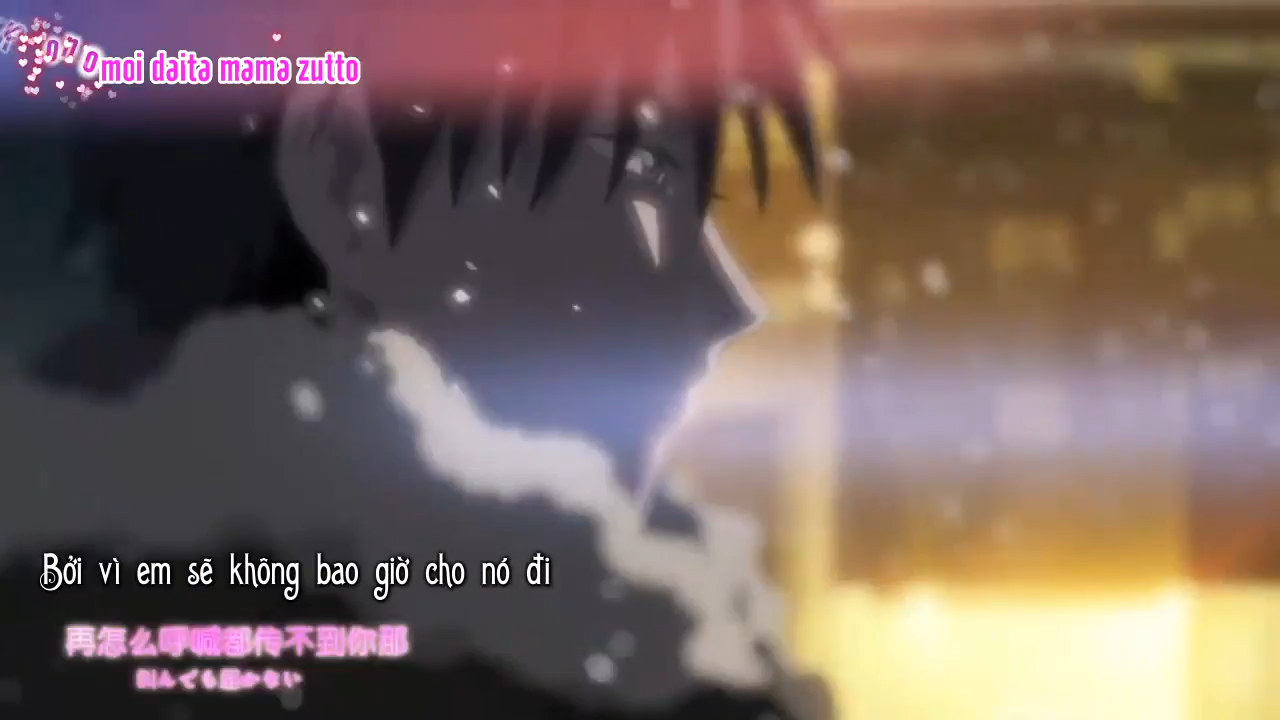 omoi daita mama zutto
Bởi vì em sẽ không bao giờ cho nó đi
再怎么呼喊都传不到你那
叫んでも届かない